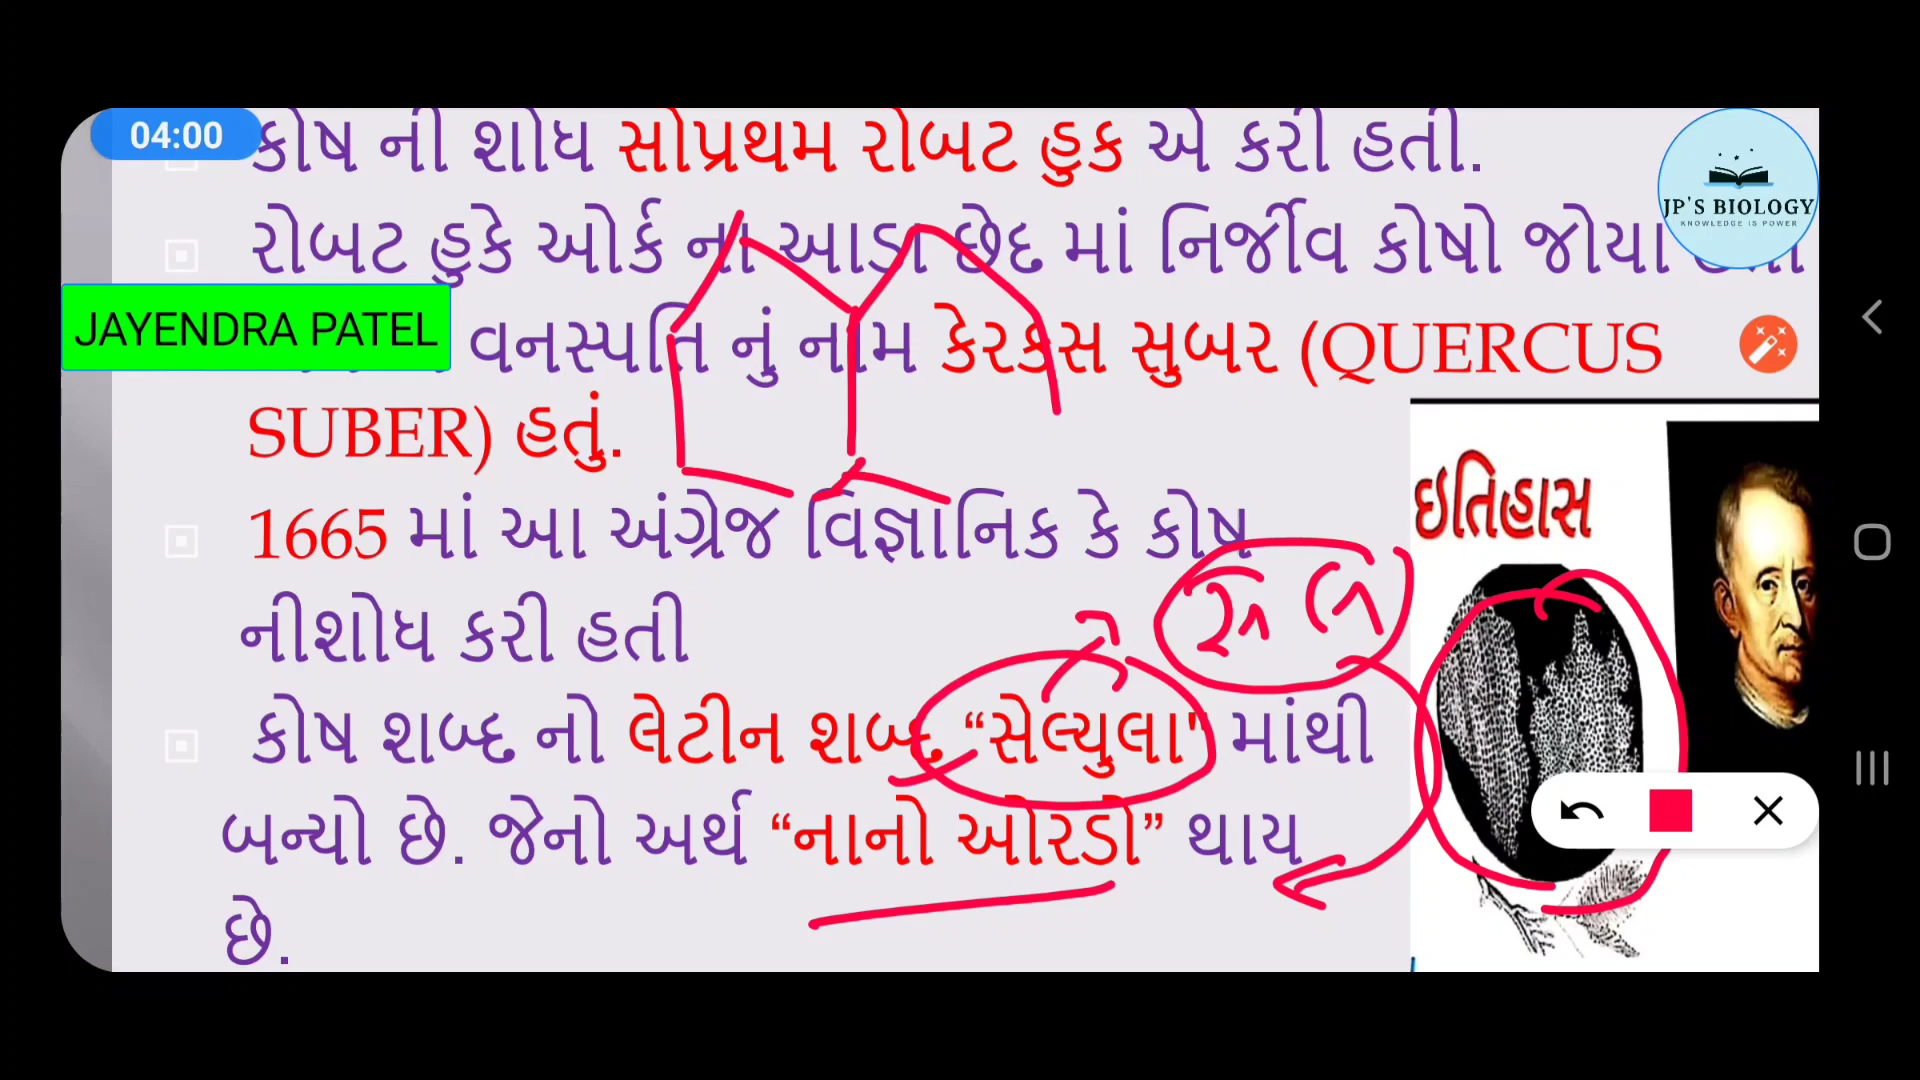 04:00
કોષ ની શોધ સૌપ્રથમ રોબટ હુક એ કરી હતી.
રોબટ હુકે ઓર્ક ના આડા છેદ માં નિર્જીવ કોષો જોયા
JP'S BIOLOGY
KNOWLEDGE IS POWER
JAYENDRA PATEL
વનસ્પતિ નું નામ કેરકસ સુબર (QUERCUS
SUBER) હતું.
ઇતિહાસ
1665 માં આ અંગ્રેજ વિજ્ઞાનિક કે કોષ
નીશોધ કરી હતી
કોષ શબ્દ નો લેટીન શબ્દ “સેલ્યુલા" માંથી
બન્યો છે. જેનો અર્થ “નાનો ઓરડો” થાય
છે.